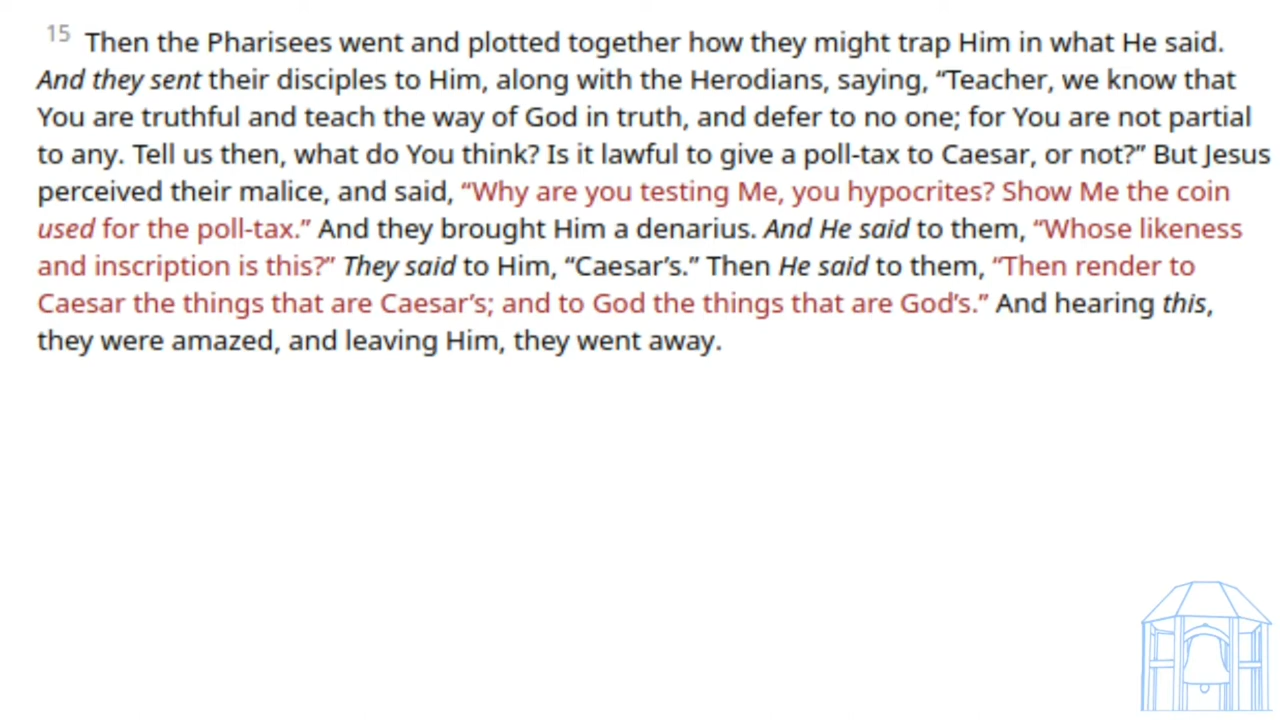 15 Then the Pharisees went and plotted together how they might trap Him in what He said.
And they sent their disciples to Him, along with the Herodians, saying, “Teacher, we know that
You are truthful and teach the way of God in truth, and defer to no one; for You are not partial
to any. Tell us then, what do You think? Is it lawful to give a poll-tax to Caesar, or not?” But Jesus
perceived their malice, and said, “Why are you testing Me, you hypocrites? Show Me the coin
used for the poll-tax.” And they brought Him a denarius. And He said to them, “Whose likeness
and inscription is this?” They said to Him, “Caesar’s.” Then He said to them, “Then render to
Caesar the things that are Caesar’s; and to God the things that are God’s.” And hearing this,
they were amazed, and leaving Him, they went away.